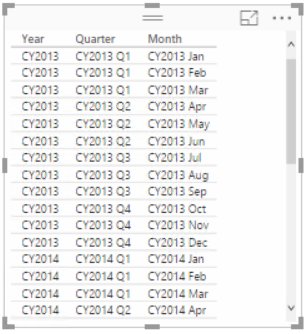 Year Quarter Month
CY2013 CY2013 Q1 CY2013 Jan
CY2013 CY2013 Q1 CY2013 Feb
CY2013 CY2013 Q1 CY2013 Mar
CY2013 CY2013 Q2 CY2013 Apr
CY2013 CY2013 Q2 CY2013 May
CY2013 CY2013 Q2 CY2013 Jun
CY2013 CY2013 Q3 CY2013 Jul
CY2013 CY2013 Q3 CY2013 Aug
CY2013 CY2013 Q3 CY2013 Sep
CY2013 CY2013 Q4 CY2013 Oct
CY2013 CY2013 Q4 CY2013 Nov
CY2013 CY2013 Q4 CY2013 Dec
CY2014 CY2014 Q1 CY2014 Jan
CY2014 CY2014 Q1 CY2014 Feb
CY2014 CY2014 Q1 CY2014 Mar
CY2014 CY2014 Q2 CY2014 Apr